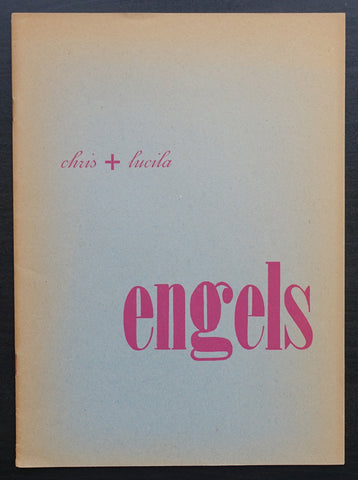 chris + lucila
engels